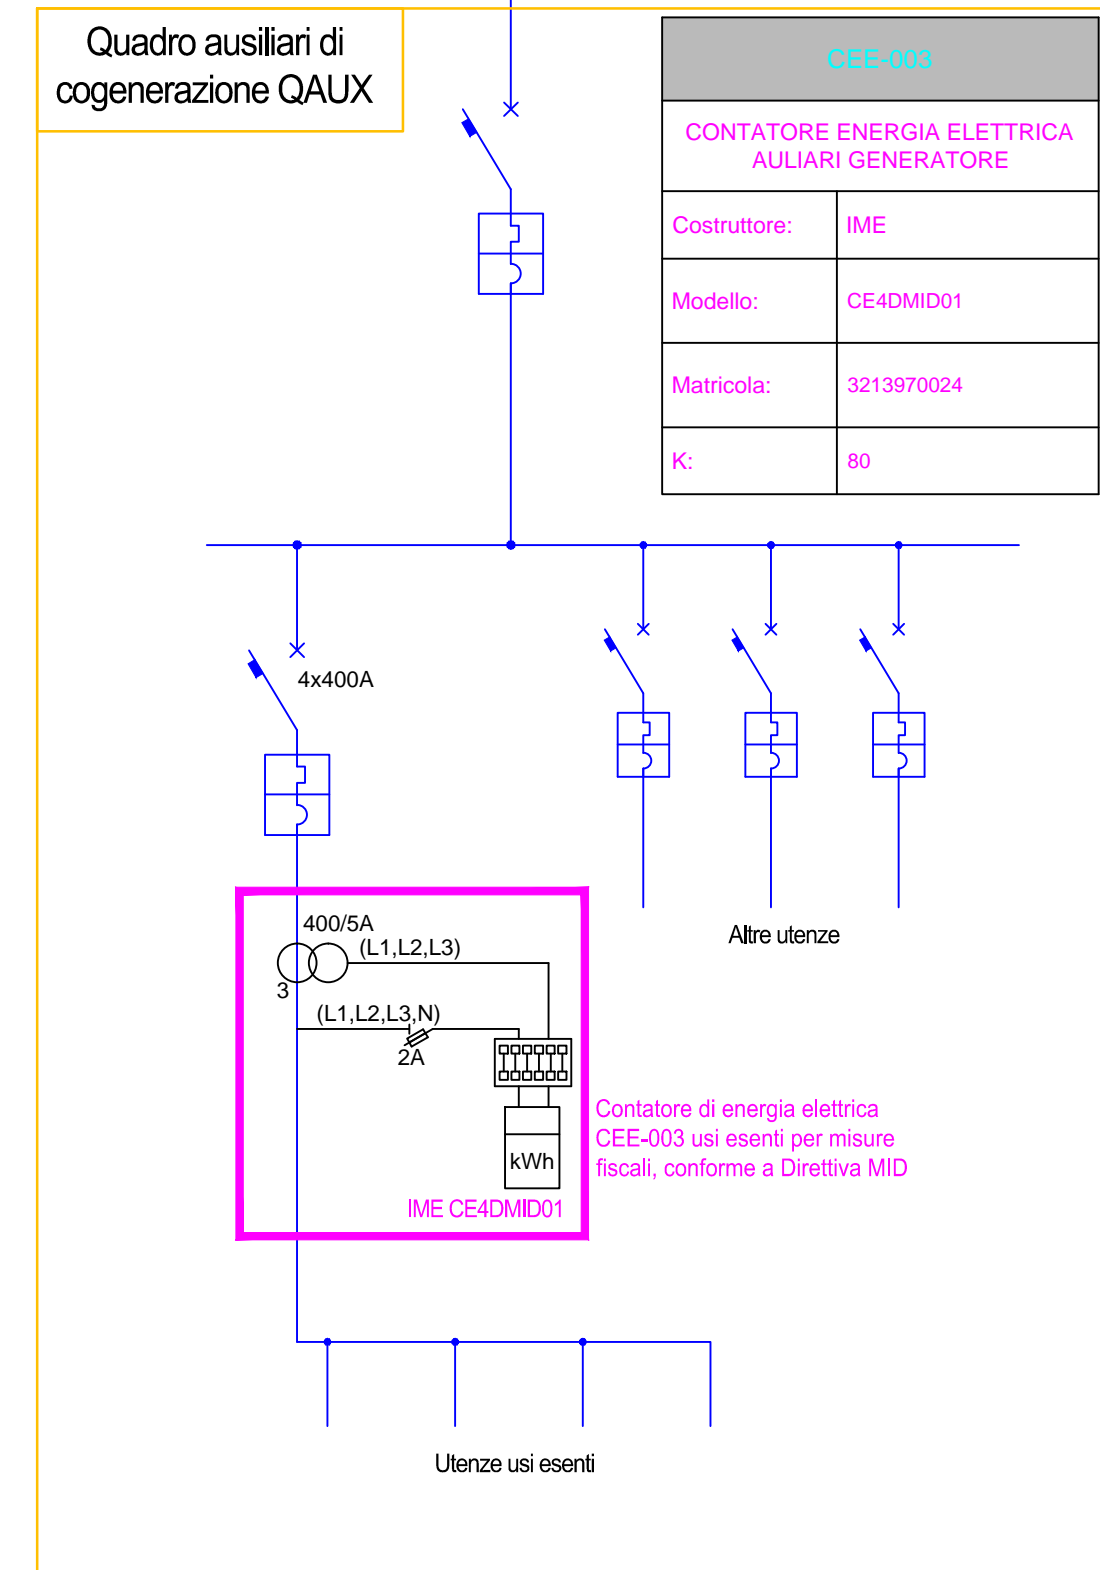 Quadro ausiliari di
cogenerazione QAUX
CEE-003
CONTATORE ENERGIA ELETTRICA
AULIARI GENERATORE
Costruttore: IME
Modello: CE4DMID01
Matricola: 3213970024
K: 80
4x400A
Altre utenze
400/5A
(L1,L2,L3)
3
(L1,L2,L3,N)
2A
kWh
IME CE4DMID01
Contatore di energia elettrica
CEE-003 usi esenti per misure
fiscali, conforme a Direttiva MID
Utenze usi esenti